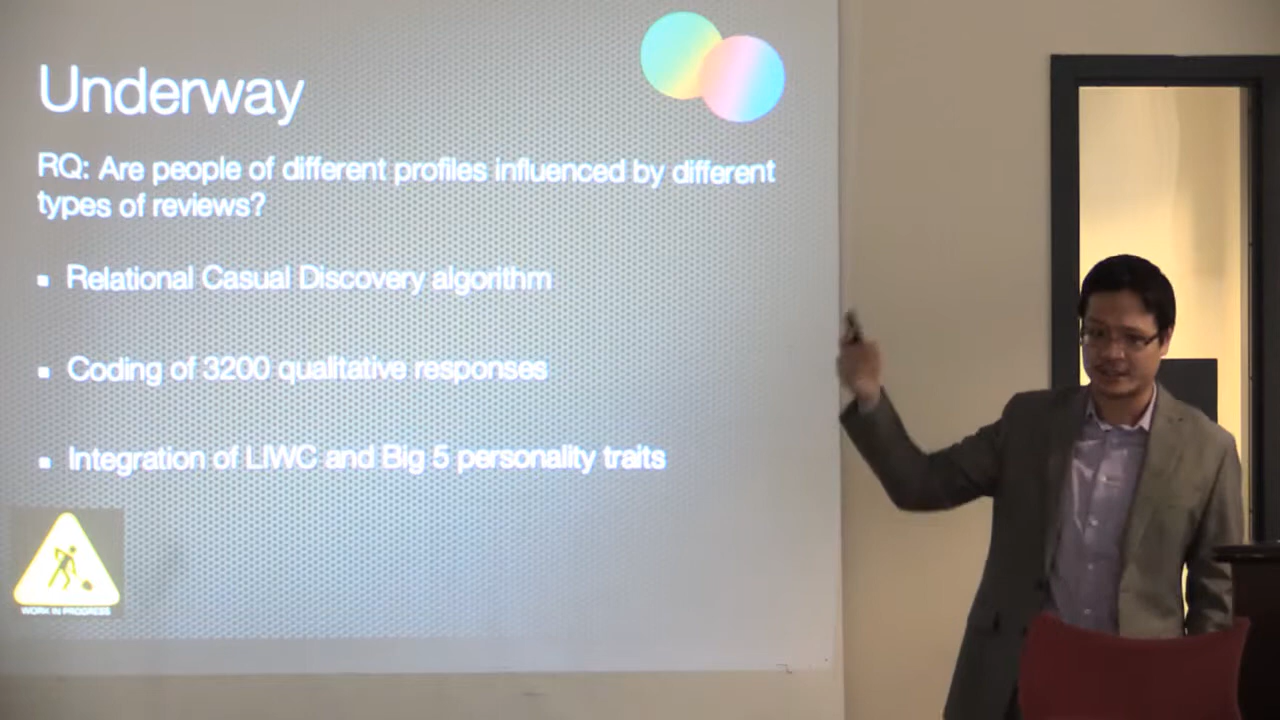 Underway
RQ: Are people of different profiles influenced by different
types of reviews?
Relational Casual Discovery algorithm
Coding of 3200 qualitative responses
Integration of LIWC and Big 5 personality traits
WORK IN PROGRESS